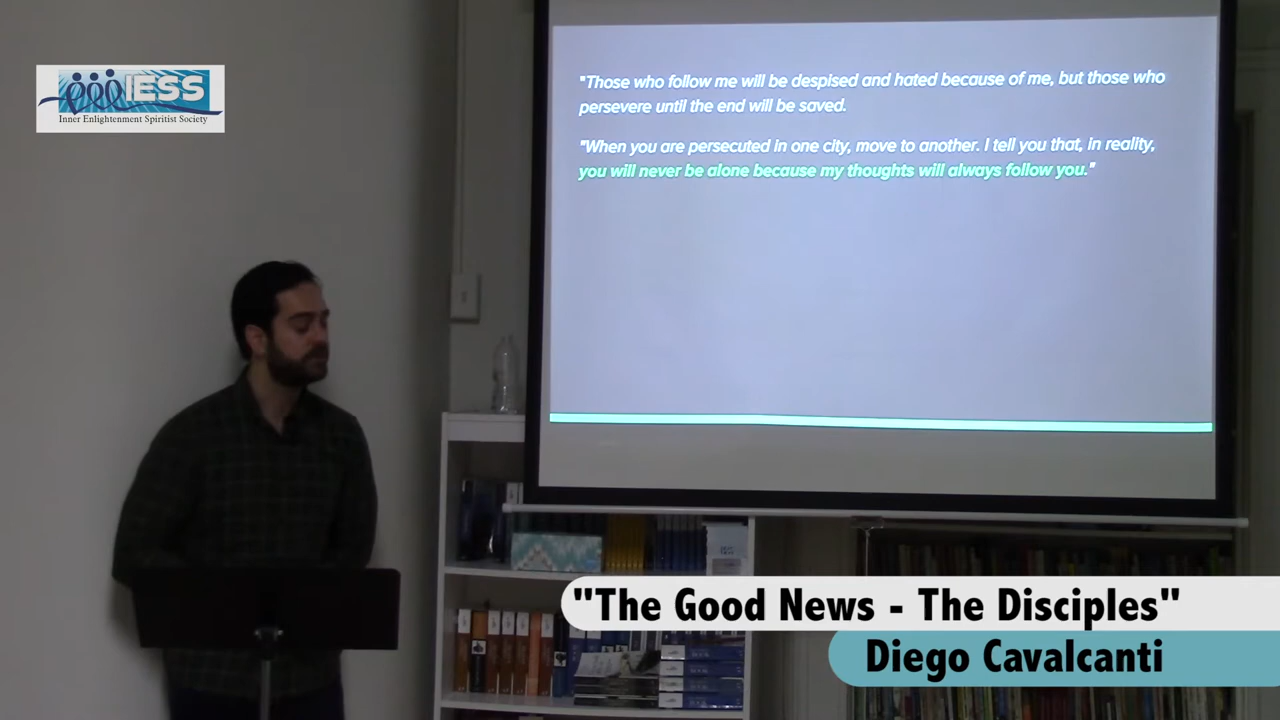 IESS
Inner Enlightenment Spiritist Society
"Those who follow me will be despised and hated because of me, but those who
persevere until the end will be saved.
"When you are persecuted in one city, move to another. I tell you that, in reality,
you will never be alone because my thoughts will always follow you."
"The Good News - The Disciples"
Diego Cavalcanti